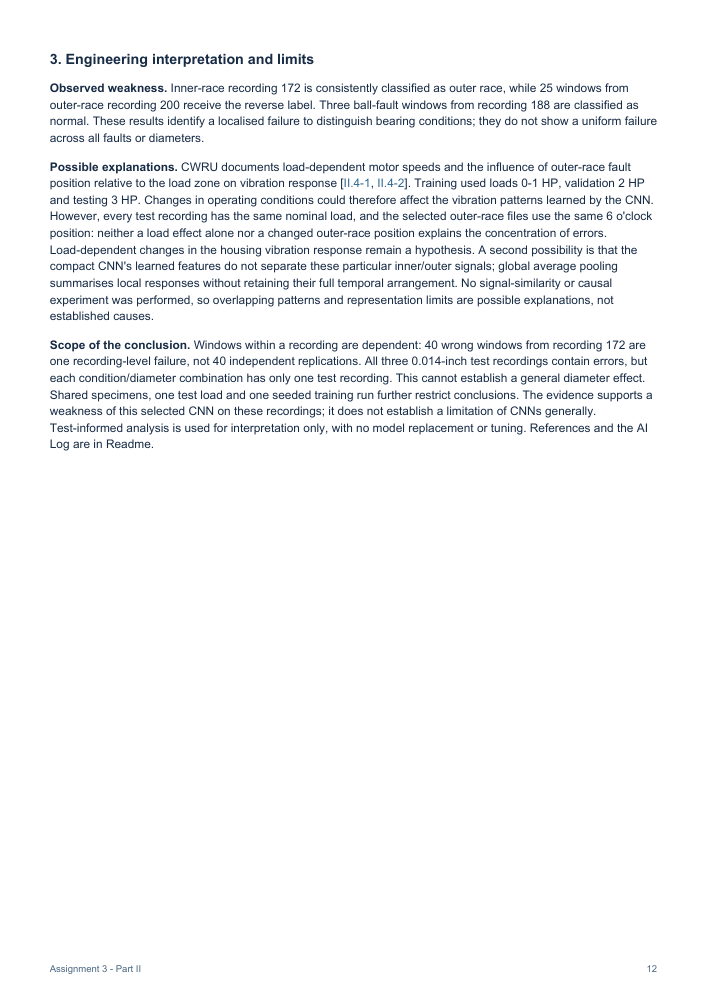 3. Engineering interpretation and limits
Observed weakness. Inner-race recording 172 is consistently classified as outer race, while 25 windows from
outer-race recording 200 receive the reverse label. Three ball-fault windows from recording 188 are classified as
normal. These results identify a localised failure to distinguish bearing conditions; they do not show a uniform failure
across all faults or diameters.
Possible explanations. CWRU documents load-dependent motor speeds and the influence of outer-race fault
position relative to the load zone on vibration response [II.4-1, II.4-2]. Training used loads 0-1 HP, validation 2 HP
and testing 3 HP. Changes in operating conditions could therefore affect the vibration patterns learned by the CNN.
However, every test recording has the same nominal load, and the selected outer-race files use the same 6 o'clock
position: neither a load effect alone nor a changed outer-race position explains the concentration of errors.
Load-dependent changes in the housing vibration response remain a hypothesis. A second possibility is that the
compact CNN's learned features do not separate these particular inner/outer signals; global average pooling
summarises local responses without retaining their full temporal arrangement. No signal-similarity or causal
experiment was performed, so overlapping patterns and representation limits are possible explanations, not
established causes.
Scope of the conclusion. Windows within a recording are dependent: 40 wrong windows from recording 172 are
one recording-level failure, not 40 independent replications. All three 0.014-inch test recordings contain errors, but
each condition/diameter combination has only one test recording. This cannot establish a general diameter effect.
Shared specimens, one test load and one seeded training run further restrict conclusions. The evidence supports a
weakness of this selected CNN on these recordings; it does not establish a limitation of CNNs generally.
Test-informed analysis is used for interpretation only, with no model replacement or tuning. References and the AI
Log are in Readme.
Assignment 3 - Part II
12